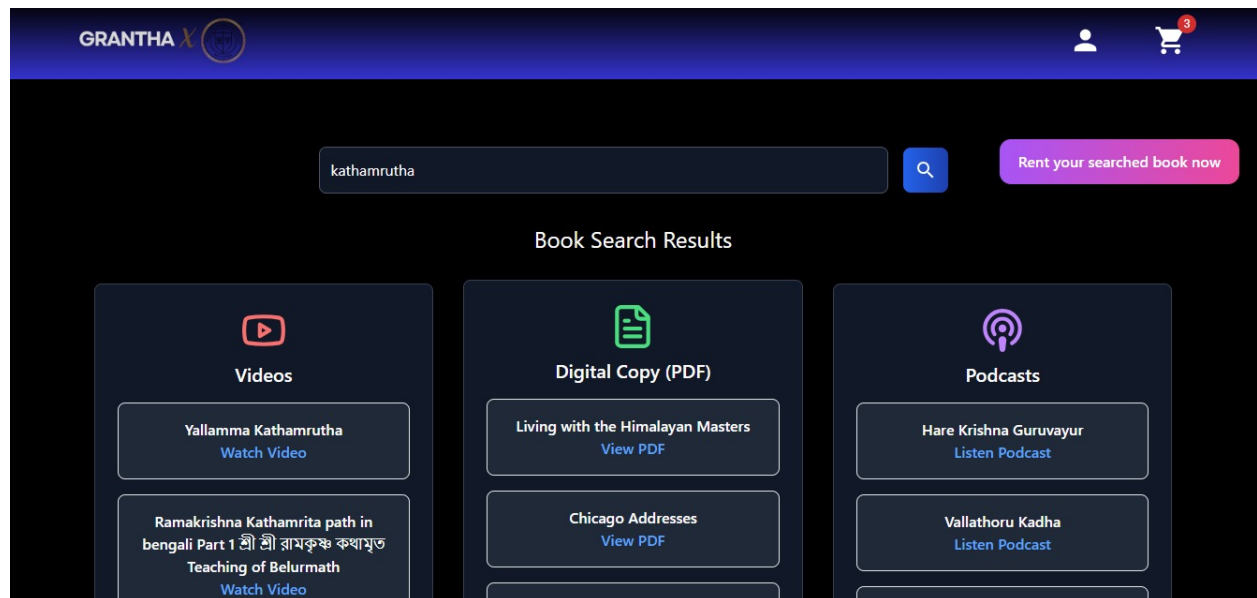 GRANTHA X
3
kathamrutha
Rent your searched book now
Book Search Results
Videos
Yallamma Kathamrutha
Watch Video
Ramakrishna Kathamrita path in
bengali Part 1 শ্রী শ্রী রামকৃষ্ণ কথামৃত
Teaching of Belurmath
Watch Video
Digital Copy (PDF)
Living with the Himalayan Masters
View PDF
Chicago Addresses
View PDF
Podcasts
Hare Krishna Guruvayur
Listen Podcast
Vallathoru Kadha
Listen Podcast